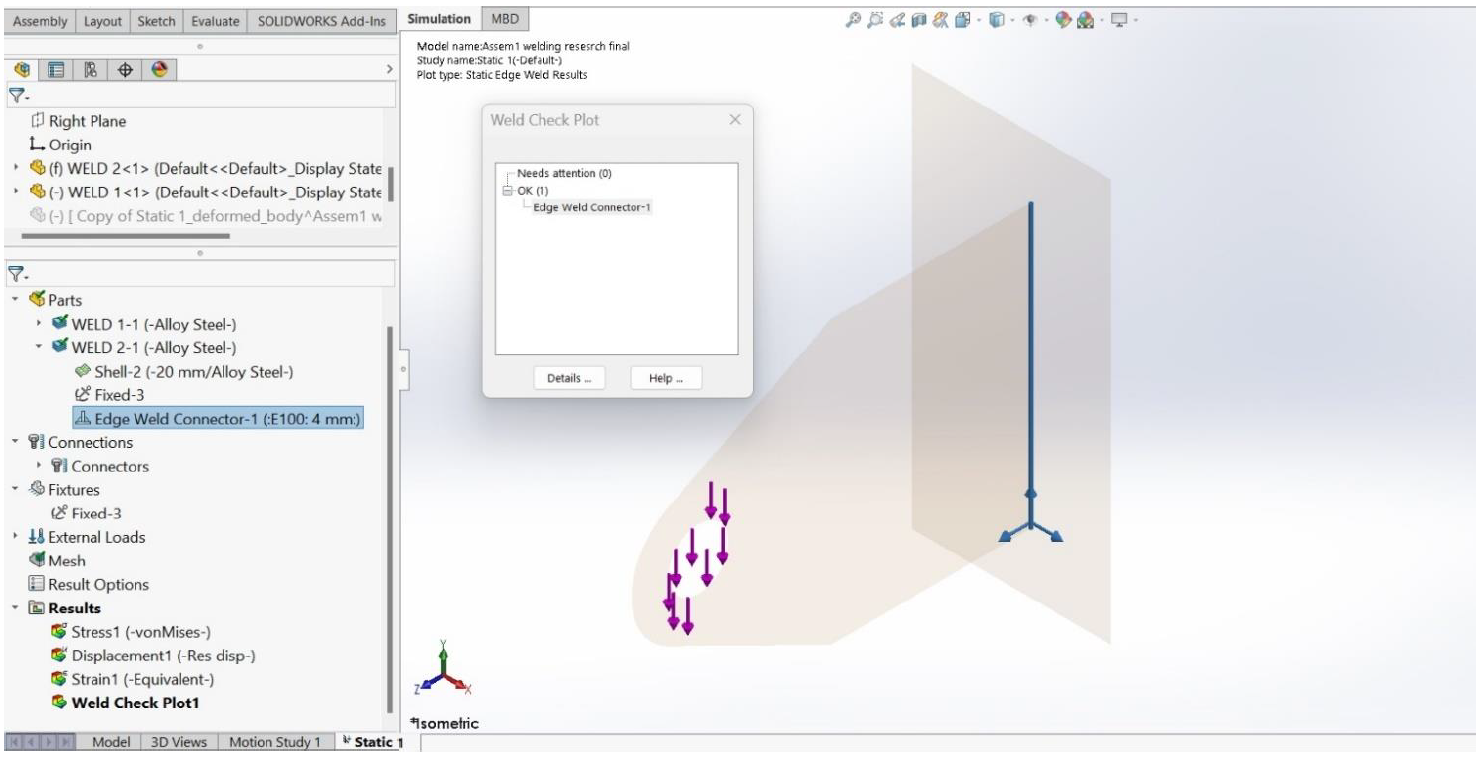 Assembly Layout Sketch Evaluate SOLIDWORKS Add-Ins Simulation MBD
Right Plane
Origin
(f) WELD 2<1> (Default<<Default>_Display State
(-) WELD 1<1> (Default<<Default>_Display State
(-) [ Copy of Static 1_deformed_body^Assem1 w
Parts
WELD 1-1 (-Alloy Steel-)
WELD 2-1 (-Alloy Steel-)
Shell-2 (-20 mm/Alloy Steel-)
Fixed-3
Edge Weld Connector-1 (:E100: 4 mm:)
Connections
Connectors
Fixtures
Fixed-3
External Loads
Mesh
Result Options
Results
Stress1 (-vonMises-)
Displacement1 (-Res disp-)
Strain1 (-Equivalent-)
Weld Check Plot1
Model name:Assem1 welding resesrch final
Study name:Static 1(-Default-)
Plot type: Static Edge Weld Results
Weld Check Plot
Needs attention (0)
OK (1)
Edge Weld Connector-1
Details ... Help ...
Y
Z X
*Isometric
Model 3D Views Motion Study 1 Static 1